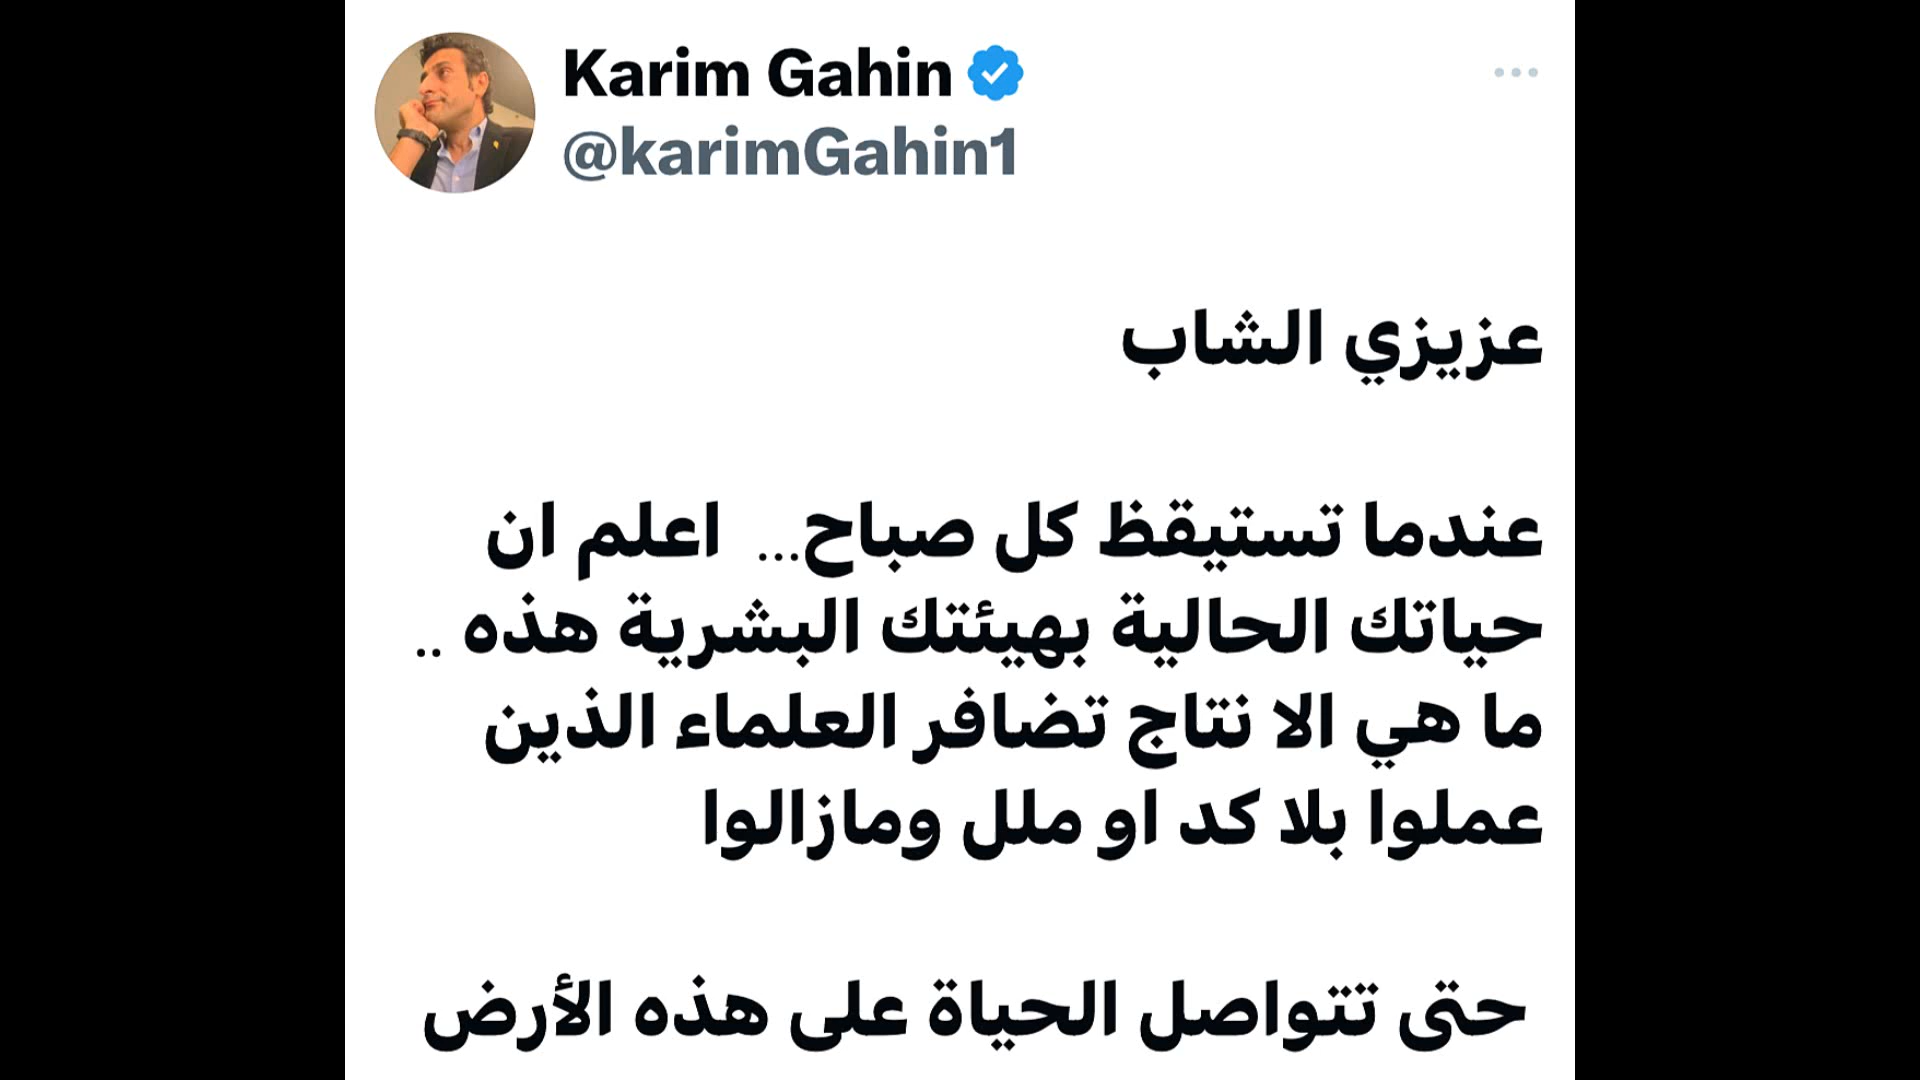 Karim Gahin
@karimGahin1
عزيزي الشاب
عندما تستيقظ كل صباح... اعلم ان
حياتك الحالية بهيئتك البشرية هذه ..
ما هي الا نتاج تضافر العلماء الذين
عملوا بلا كد او ملل ومازالوا
حتى تتواصل الحياة على هذه الأرض